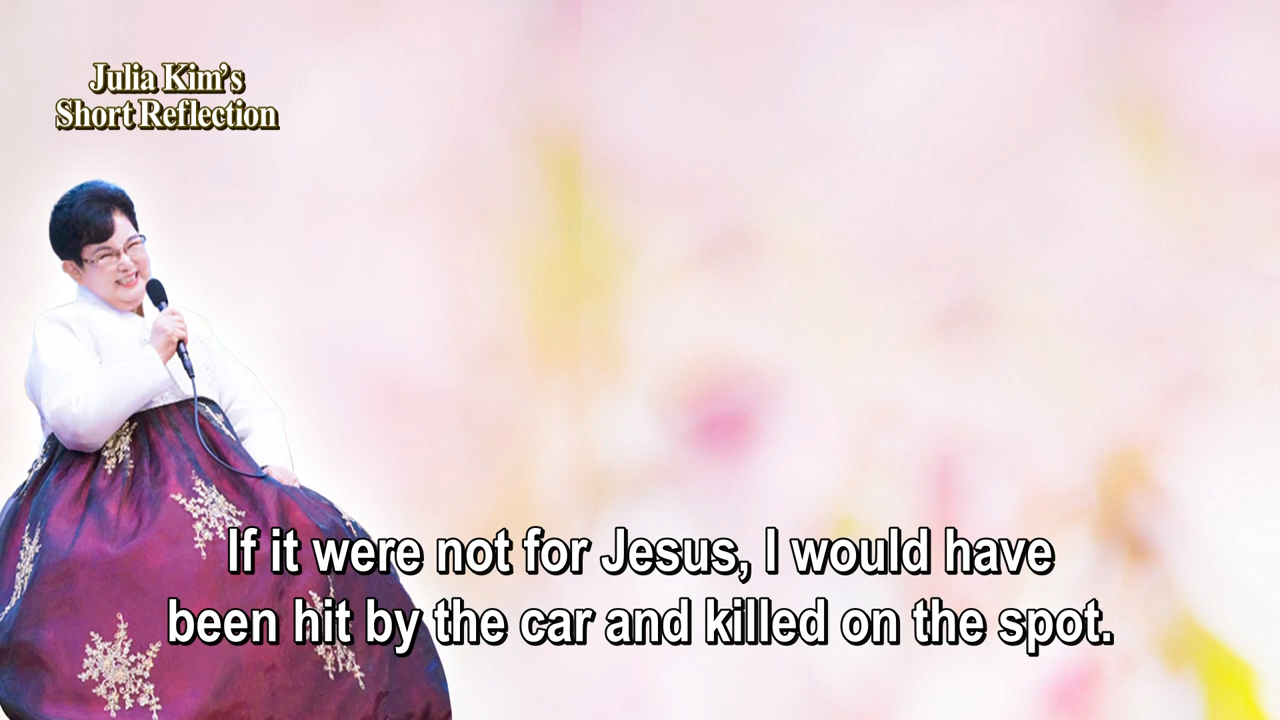 Julia Kim's
Short Reflection
If it were not for Jesus, I would have
been hit by the car and killed on the spot.